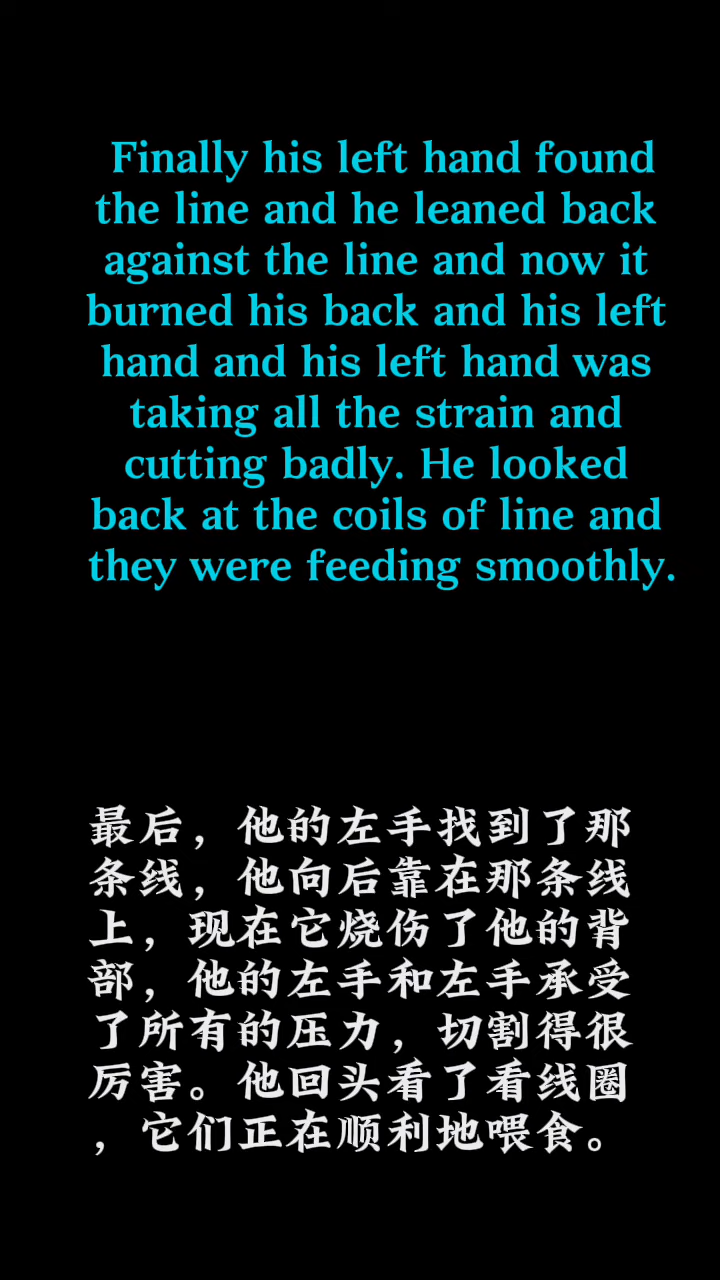 Finally his left hand found
the line and he leaned back
against the line and now it
burned his back and his left
hand and his left hand was
taking all the strain and
cutting badly. He looked
back at the coils of line and
they were feeding smoothly.
最后，他的左手找到了那
条线，他向后靠在那条线
上，现在它烧伤了他的背
部，他的左手和左手承受
了所有的压力，切割得很
厉害。他回头看了看线圈
，它们正在顺利地喂食。